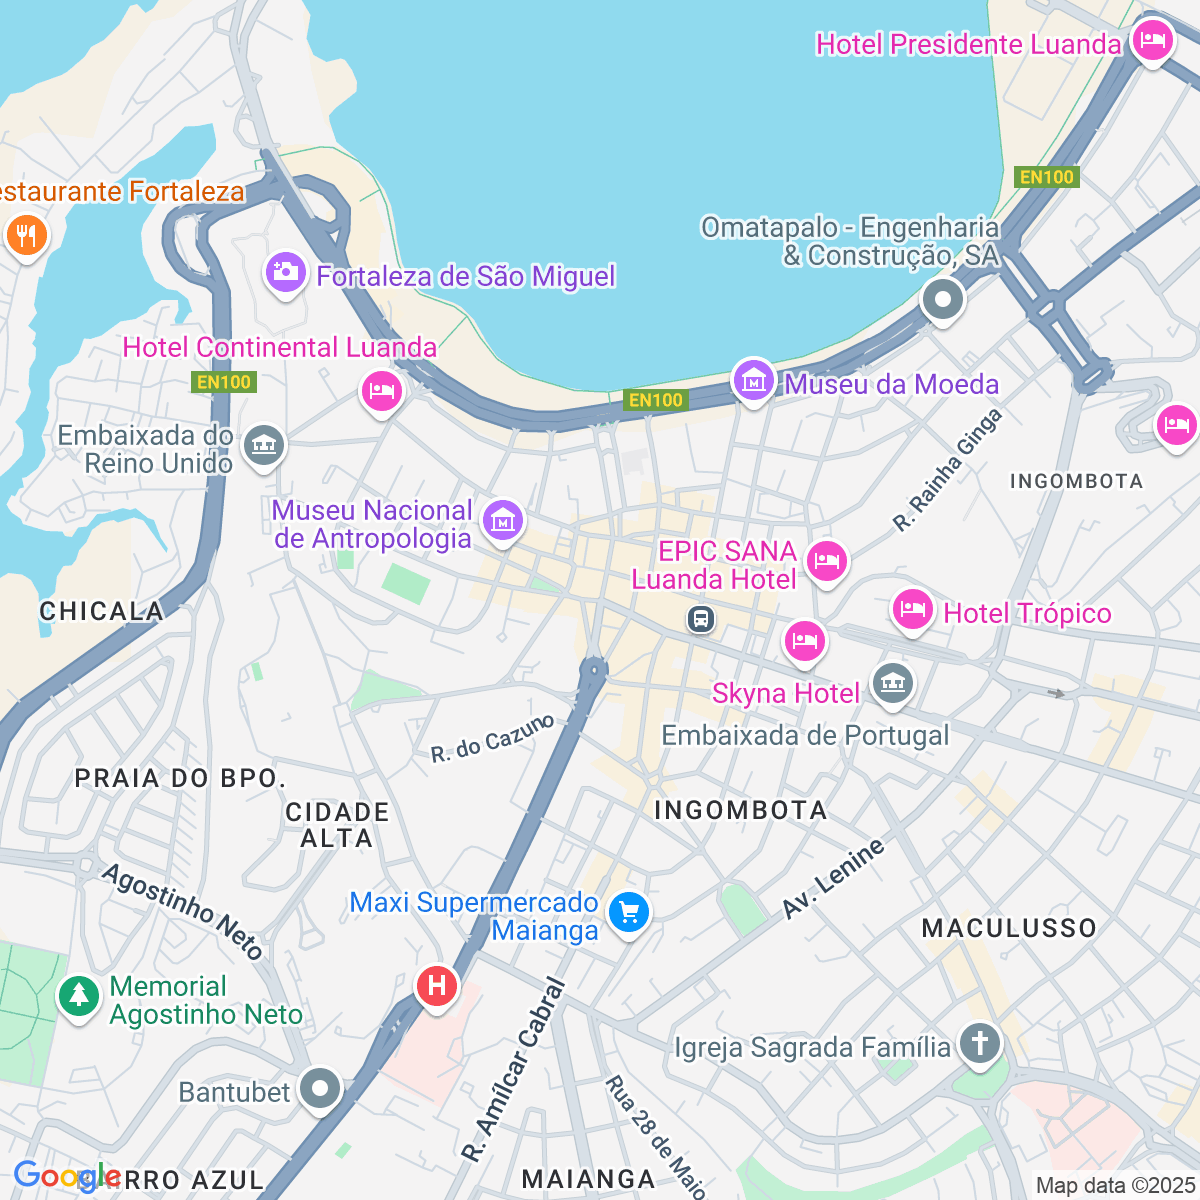 Hotel Presidente Luanda
EN100
estaurante Fortaleza
Omatapalo - Engenharia
& Construção, SA
Fortaleza de São Miguel
Hotel Continental Luanda
EN100
EN100
Museu da Moeda
Embaixada do
Reino Unido
R. Rainha Ginga
INGOMBOTA
Museu Nacional
de Antropologia
EPIC SANA
Luanda Hotel
CHICALA
Hotel Trópico
Skyna Hotel
R. do Cazuno
Embaixada de Portugal
PRAIA DO BPO.
CIDADE
ALTA
INGOMBOTA
Agostinho Neto
Av. Lenine
Maxi Supermercado
Maianga
MACULUSSO
Memorial
Agostinho Neto
H
R. Amílcar Cabral
Igreja Sagrada Família
Bantubet
Rua 28 de Maio
Google
RRO AZUL
MAIANGA
Map data ©2025